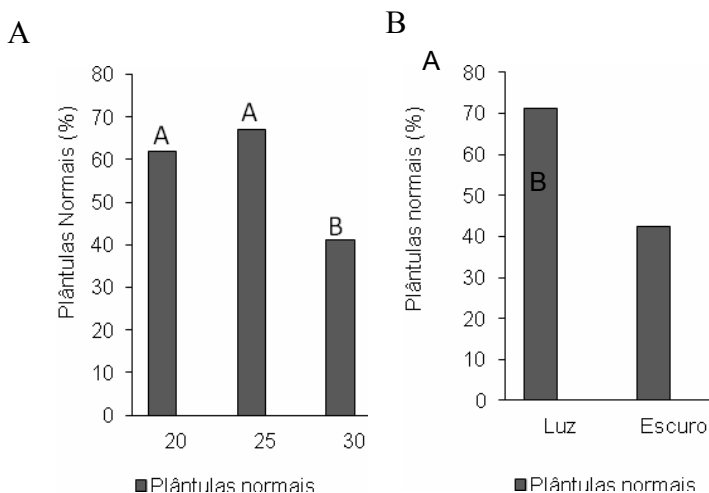 A
Plântulas Normais (%)
80
70
60
50
40
30
20
10
0
A
A
B
20
25
30
Plântulas normais
B
A
Plântulas normais (%)
80
70
60
50
40
30
20
10
0
B
Luz
Escuro
Plântulas normais